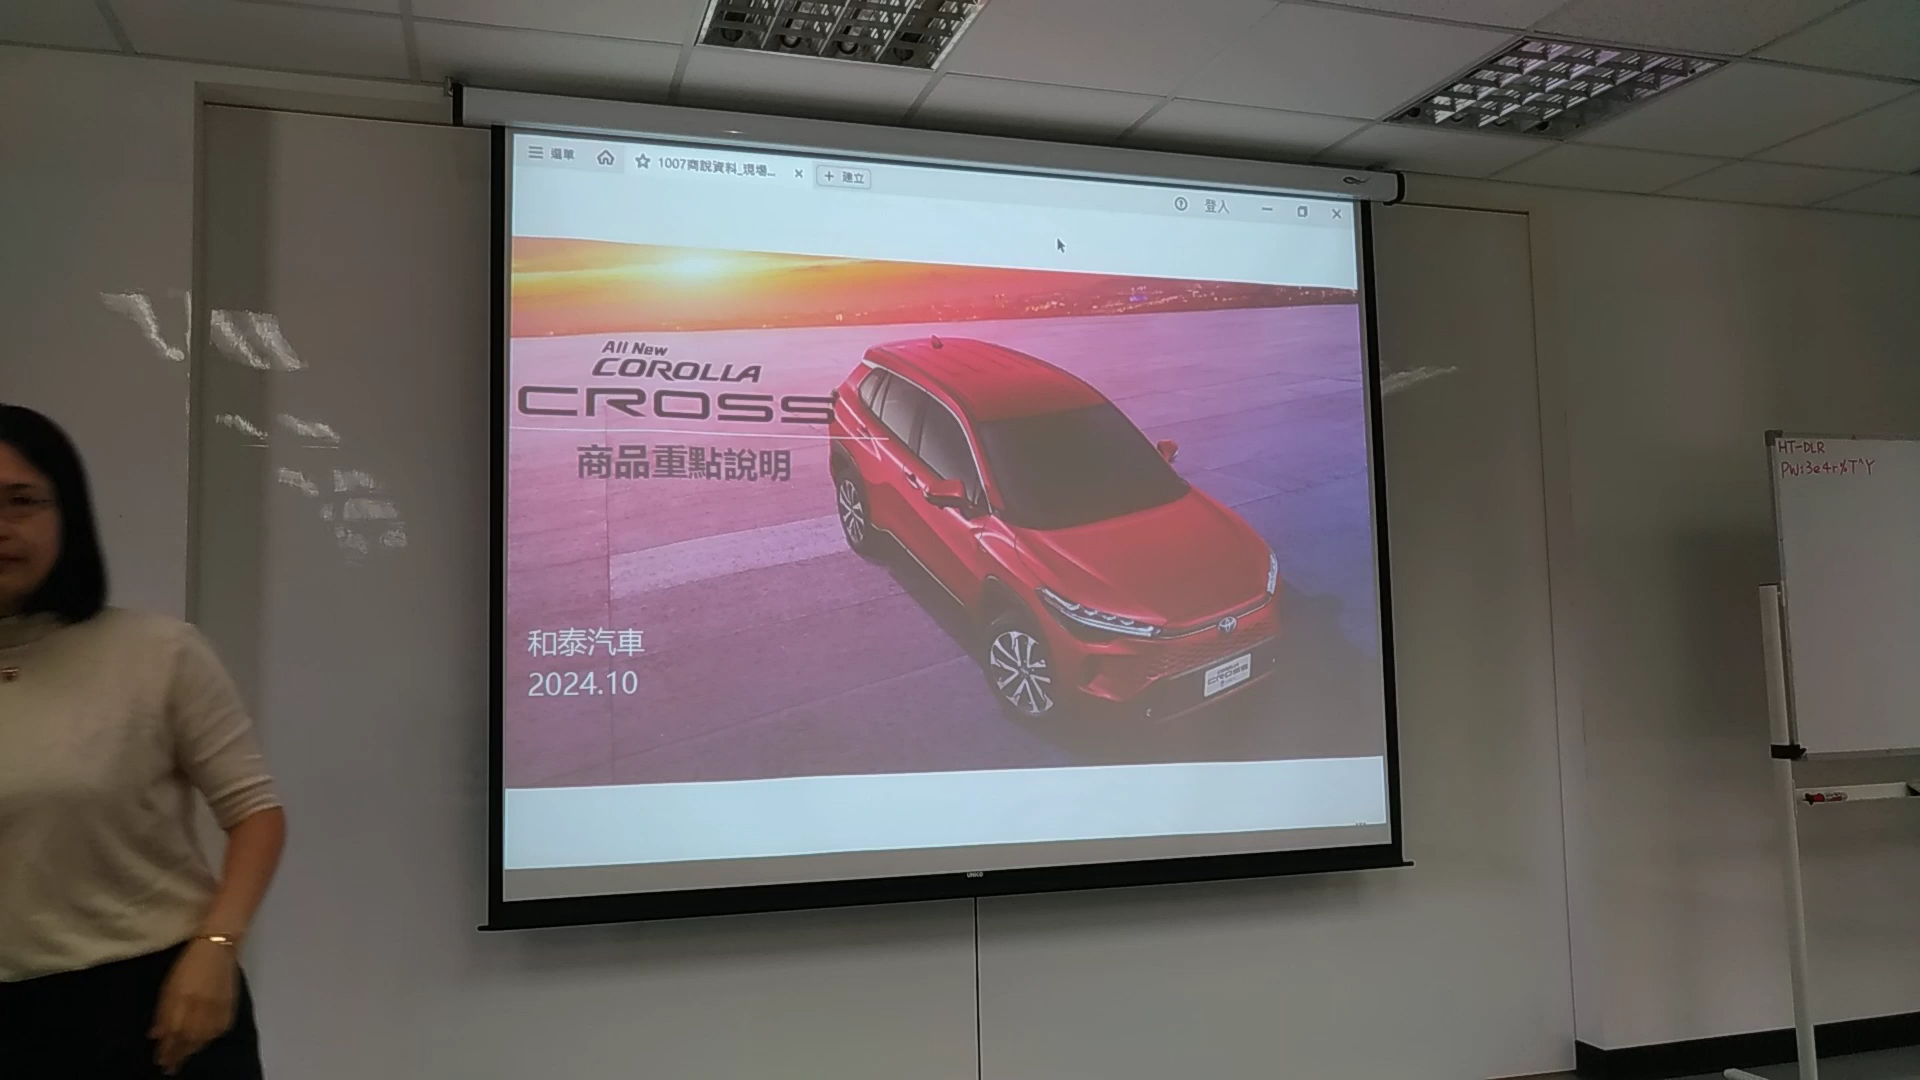 選單
1007商說資料_現場...
建立
登入
All New
COROLLA
CROSS
商品重點說明
和泰汽車
2024.10
CROSS
HT-DLR
PW:3e4r%T^Y